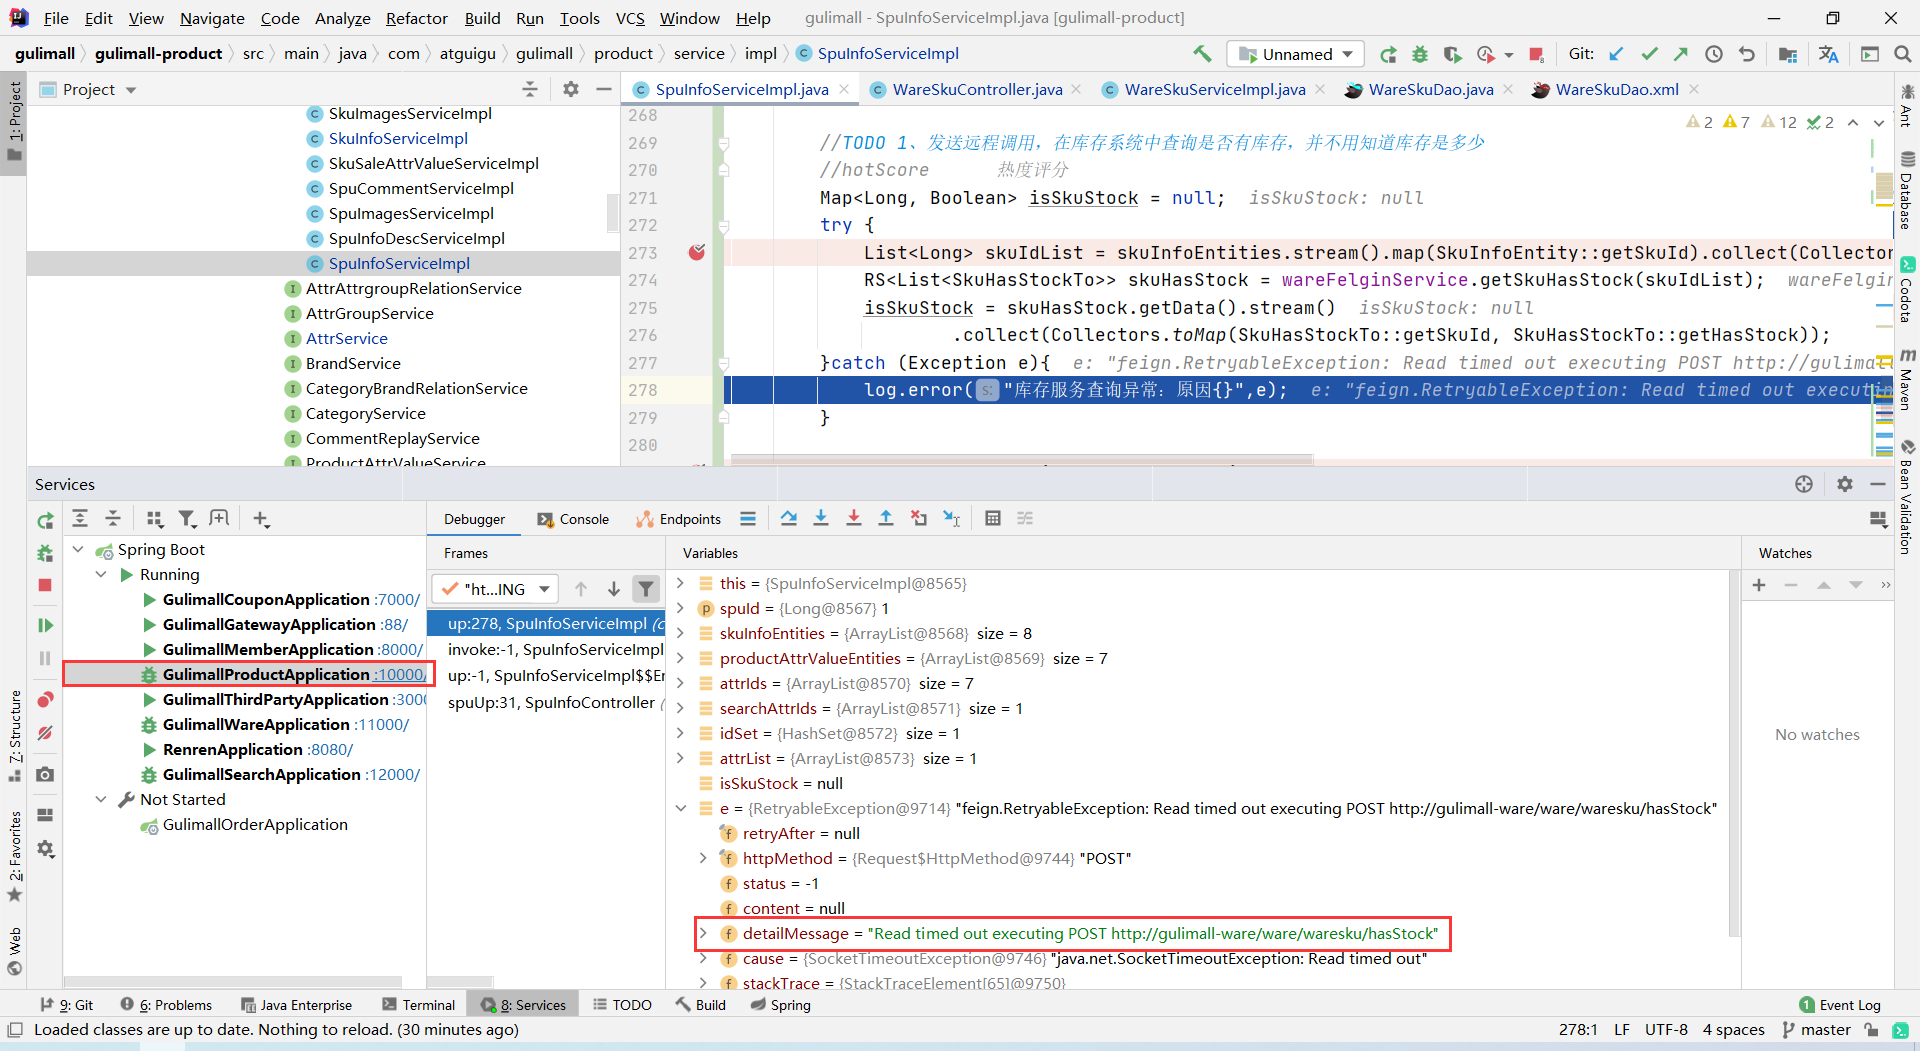 File Edit View Navigate Code Analyze Refactor Build Run Tools VCS Window Help gulimall - SpuInfoServiceImpl.java [gulimall-product]
gulimall gulimall-product src main java com atguigu gulimall product service impl SpuInfoServiceImpl Unnamed Git:
Project
SpuInfoServiceImpl.java WareSkuController.java WareSkuServiceImpl.java WareSkuDao.java WareSkuDao.xml
1: Project
SkuImagesServiceImpl
SkuInfoServiceImpl
SkuSaleAttrValueServiceImpl
SpuCommentServiceImpl
SpuImagesServiceImpl
SpuInfoDescServiceImpl
SpuInfoServiceImpl
AttrAttrgroupRelationService
AttrGroupService
AttrService
BrandService
CategoryBrandRelationService
CategoryService
CommentReplayService
ProductAttrValueService
2 7 12 2
268
269 //TODO 1、发送远程调用，在库存系统中查询是否有库存，并不用知道库存是多少
270 //hotScore 热度评分
271 Map<Long, Boolean> isSkuStock = null; isSkuStock: null
272 try {
273 List<Long> skuIdList = skuInfoEntities.stream().map(SkuInfoEntity::getSkuId).collect(Collector
274 RS<List<SkuHasStockTo>> skuHasStock = wareFelginService.getSkuHasStock(skuIdList); wareFelgin
275 isSkuStock = skuHasStock.getData().stream() isSkuStock: null
276 .collect(Collectors.toMap(SkuHasStockTo::getSkuId, SkuHasStockTo::getHasStock));
277 }catch (Exception e){ e: "feign.RetryableException: Read timed out executing POST http://gulimall
278 log.error( s: "库存服务查询异常：原因{}",e); e: "feign.RetryableException: Read timed out executin
279 }
280
Ant
Database
Codota
Maven
Bean Validation
Services
Debugger Console Endpoints
Spring Boot
Running
GulimallCouponApplication :7000/
GulimallGatewayApplication :88/
GulimallMemberApplication :8000/
GulimallProductApplication :10000/
GulimallThirdPartyApplication :3000
GulimallWareApplication :11000/
RenrenApplication :8080/
GulimallSearchApplication :12000/
Not Started
GulimallOrderApplication
Frames
"ht...ING
up:278, SpuInfoServiceImpl (c
invoke:-1, SpuInfoServiceImpl
up:-1, SpuInfoServiceImpl$$Er
spuUp:31, SpuInfoController (
Variables
this = {SpuInfoServiceImpl@8565}
spuId = {Long@8567} 1
skuInfoEntities = {ArrayList@8568} size = 8
productAttrValueEntities = {ArrayList@8569} size = 7
attrIds = {ArrayList@8570} size = 7
searchAttrIds = {ArrayList@8571} size = 1
idSet = {HashSet@8572} size = 1
attrList = {ArrayList@8573} size = 1
isSkuStock = null
e = {RetryableException@9714} "feign.RetryableException: Read timed out executing POST http://gulimall-ware/ware/waresku/hasStock"
retryAfter = null
httpMethod = {Request$HttpMethod@9744} "POST"
status = -1
content = null
detailMessage = "Read timed out executing POST http://gulimall-ware/ware/waresku/hasStock"
cause = {SocketTimeoutException@9746} "java.net.SocketTimeoutException: Read timed out"
stackTrace = {StackTraceElement[65]@9750}
Watches
No watches
7: Structure
2: Favorites
Web
9: Git 6: Problems Java Enterprise Terminal 8: Services TODO Build Spring 1 Event Log
Loaded classes are up to date. Nothing to reload. (30 minutes ago) 278:1 LF UTF-8 4 spaces master